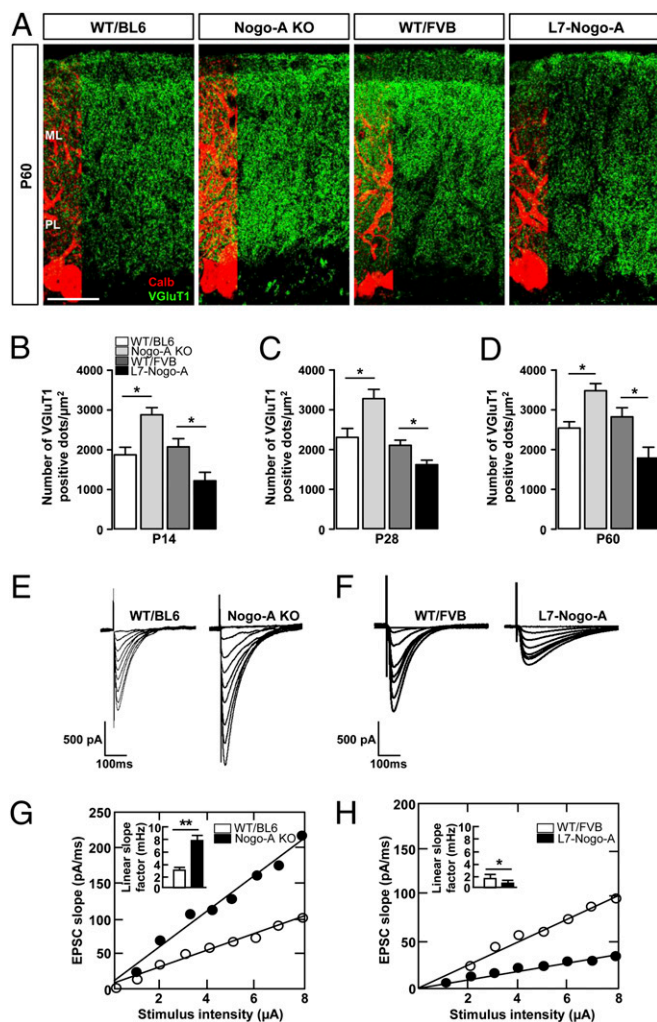 A
WT/BL6
Nogo-A KO
WT/FVB
L7-Nogo-A
P60
ML
PL
Calb
VGluT1
B
WT/BL6
Nogo-A KO
WT/FVB
L7-Nogo-A
Number of VGluT1
positive dots/µm²
4000
3000
2000
1000
0
*
*
P14
C
Number of VGluT1
positive dots/µm²
4000
3000
2000
1000
0
*
*
P28
D
Number of VGluT1
positive dots/µm²
4000
3000
2000
1000
0
*
*
P60
E
WT/BL6
Nogo-A KO
500 pA
100ms
F
WT/FVB
L7-Nogo-A
500 pA
100ms
G
EPSC slope (pA/ms)
250
200
150
100
50
0
Linear slope
factor (mHz)
10
8
6
4
2
0
**
WT/BL6
Nogo-A KO
0 2 4 6 8
Stimulus intensity (µA)
H
EPSC slope (pA/ms)
200
150
100
50
0
Linear slope
factor (mHz)
10
8
6
4
2
0
*
WT/FVB
L7-Nogo-A
0 2 4 6 8
Stimulus intensity (µA)